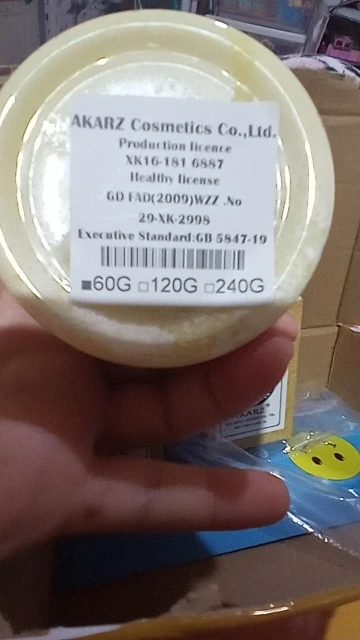 AKARZ Cosmetics Co.,Ltd.
Production licence
XK16-181 6887
Healthy license
GD FAD(2009)WZZ .No
29-XK-2998
Executive Standard:GB 5847-19
■60G □120G □240G
AKARZ®